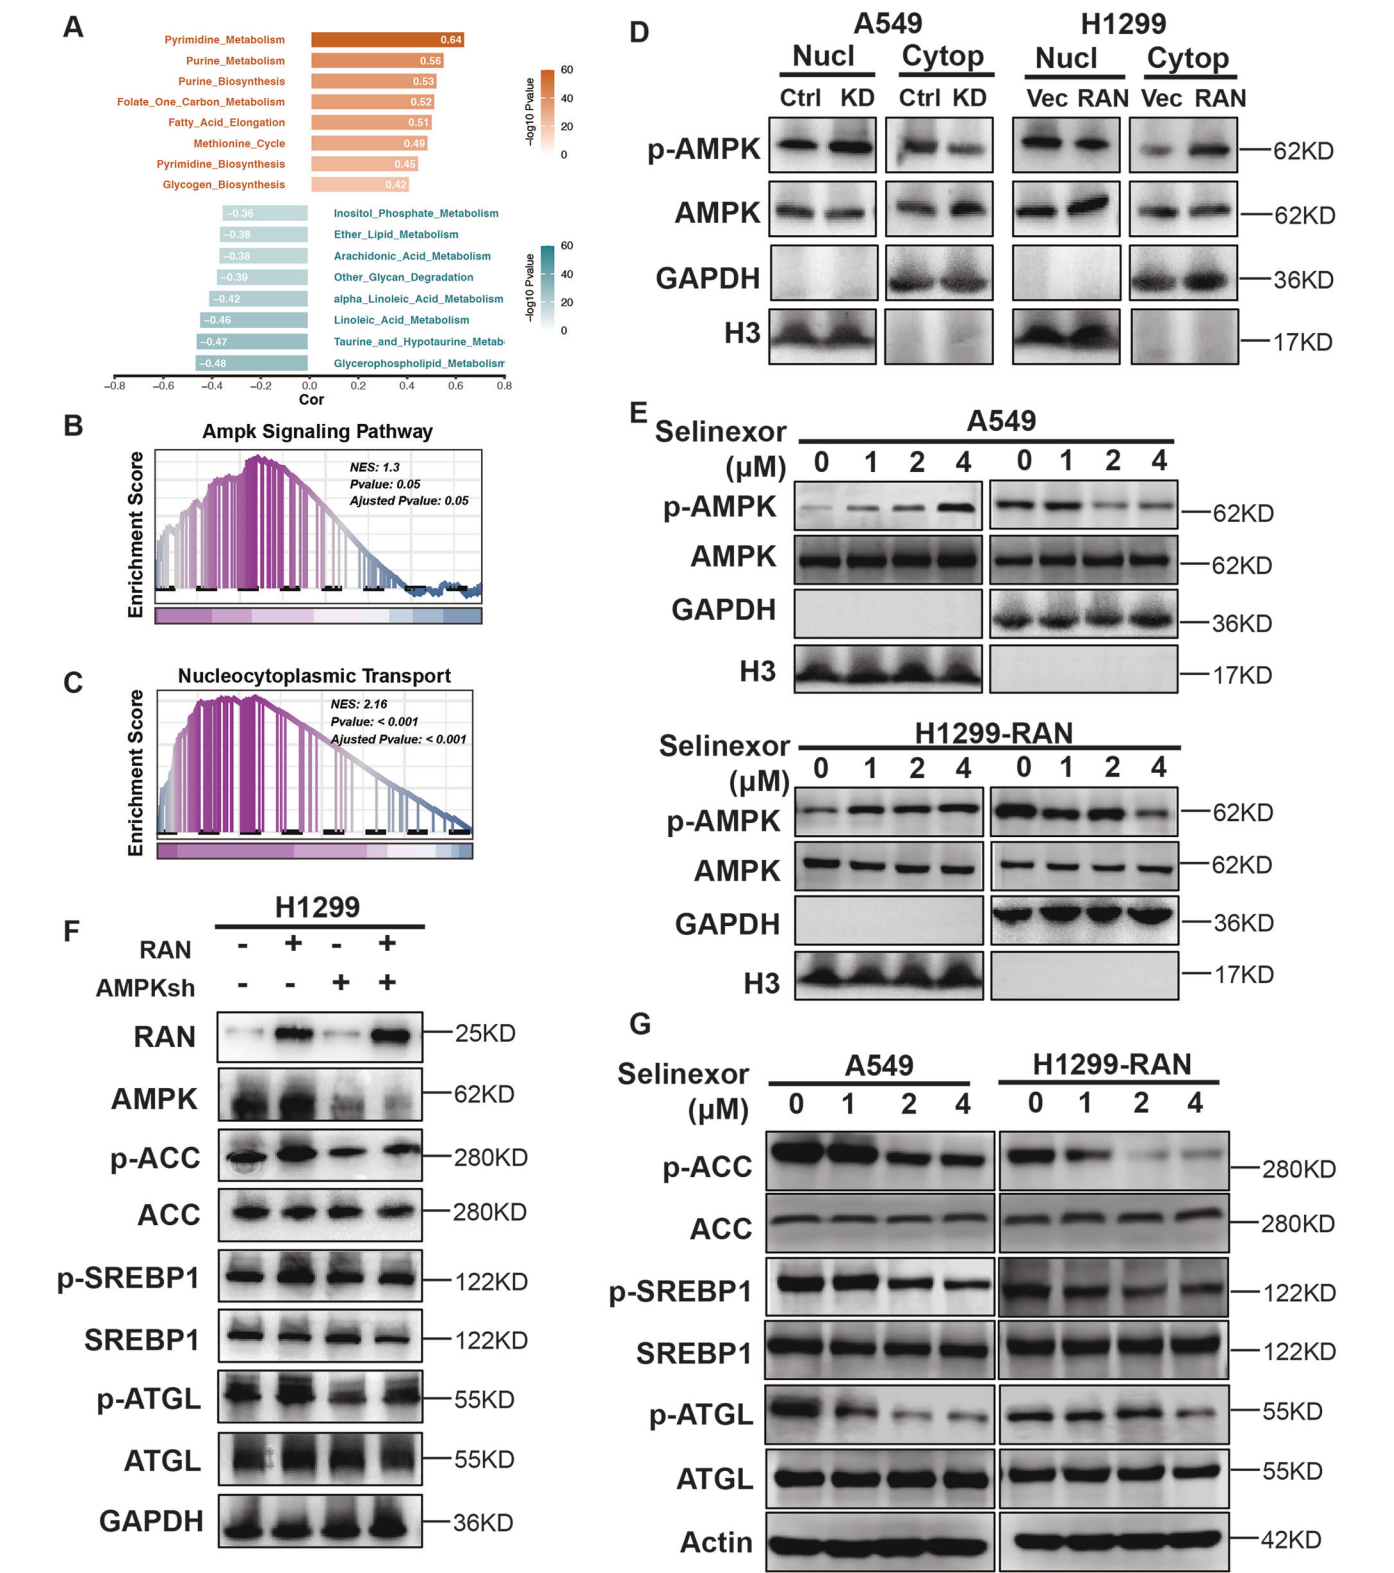 A
Pyrimidine_Metabolism 0.64
Purine_Metabolism 0.56
Purine_Biosynthesis 0.53
Folate_One_Carbon_Metabolism 0.52
Fatty_Acid_Elongation 0.51
Methionine_Cycle 0.49
Pyrimidine_Biosynthesis 0.45
Glycogen_Biosynthesis 0.42
−log10 Pvalue
60
40
20
0
−0.36 Inositol_Phosphate_Metabolism
−0.38 Ether_Lipid_Metabolism
−0.38 Arachidonic_Acid_Metabolism
−0.39 Other_Glycan_Degradation
−0.42 alpha_Linoleic_Acid_Metabolism
−0.46 Linoleic_Acid_Metabolism
−0.47 Taurine_and_Hypotaurine_Metab
−0.48 Glycerophospholipid_Metabolism
−log10 Pvalue
60
40
20
0
−0.8 −0.6 −0.4 −0.2 0.0 0.2 0.4 0.6 0.8
Cor
B
Ampk Signaling Pathway
Enrichment Score
NES: 1.3
Pvalue: 0.05
Ajusted Pvalue: 0.05
C
Nucleocytoplasmic Transport
Enrichment Score
NES: 2.16
Pvalue: < 0.001
Ajusted Pvalue: < 0.001
D
A549 H1299
Nucl Cytop Nucl Cytop
Ctrl KD Ctrl KD Vec RAN Vec RAN
p-AMPK 62KD
AMPK 62KD
GAPDH 36KD
H3 17KD
E
A549
Selinexor
(μM) 0 1 2 4 0 1 2 4
p-AMPK 62KD
AMPK 62KD
GAPDH 36KD
H3 17KD
H1299-RAN
Selinexor
(μM) 0 1 2 4 0 1 2 4
p-AMPK 62KD
AMPK 62KD
GAPDH 36KD
H3 17KD
F
H1299
RAN - + - +
AMPKsh - - + +
RAN 25KD
AMPK 62KD
p-ACC 280KD
ACC 280KD
p-SREBP1 122KD
SREBP1 122KD
p-ATGL 55KD
ATGL 55KD
GAPDH 36KD
G
A549 H1299-RAN
Selinexor
(μM) 0 1 2 4 0 1 2 4
p-ACC 280KD
ACC 280KD
p-SREBP1 122KD
SREBP1 122KD
p-ATGL 55KD
ATGL 55KD
Actin 42KD